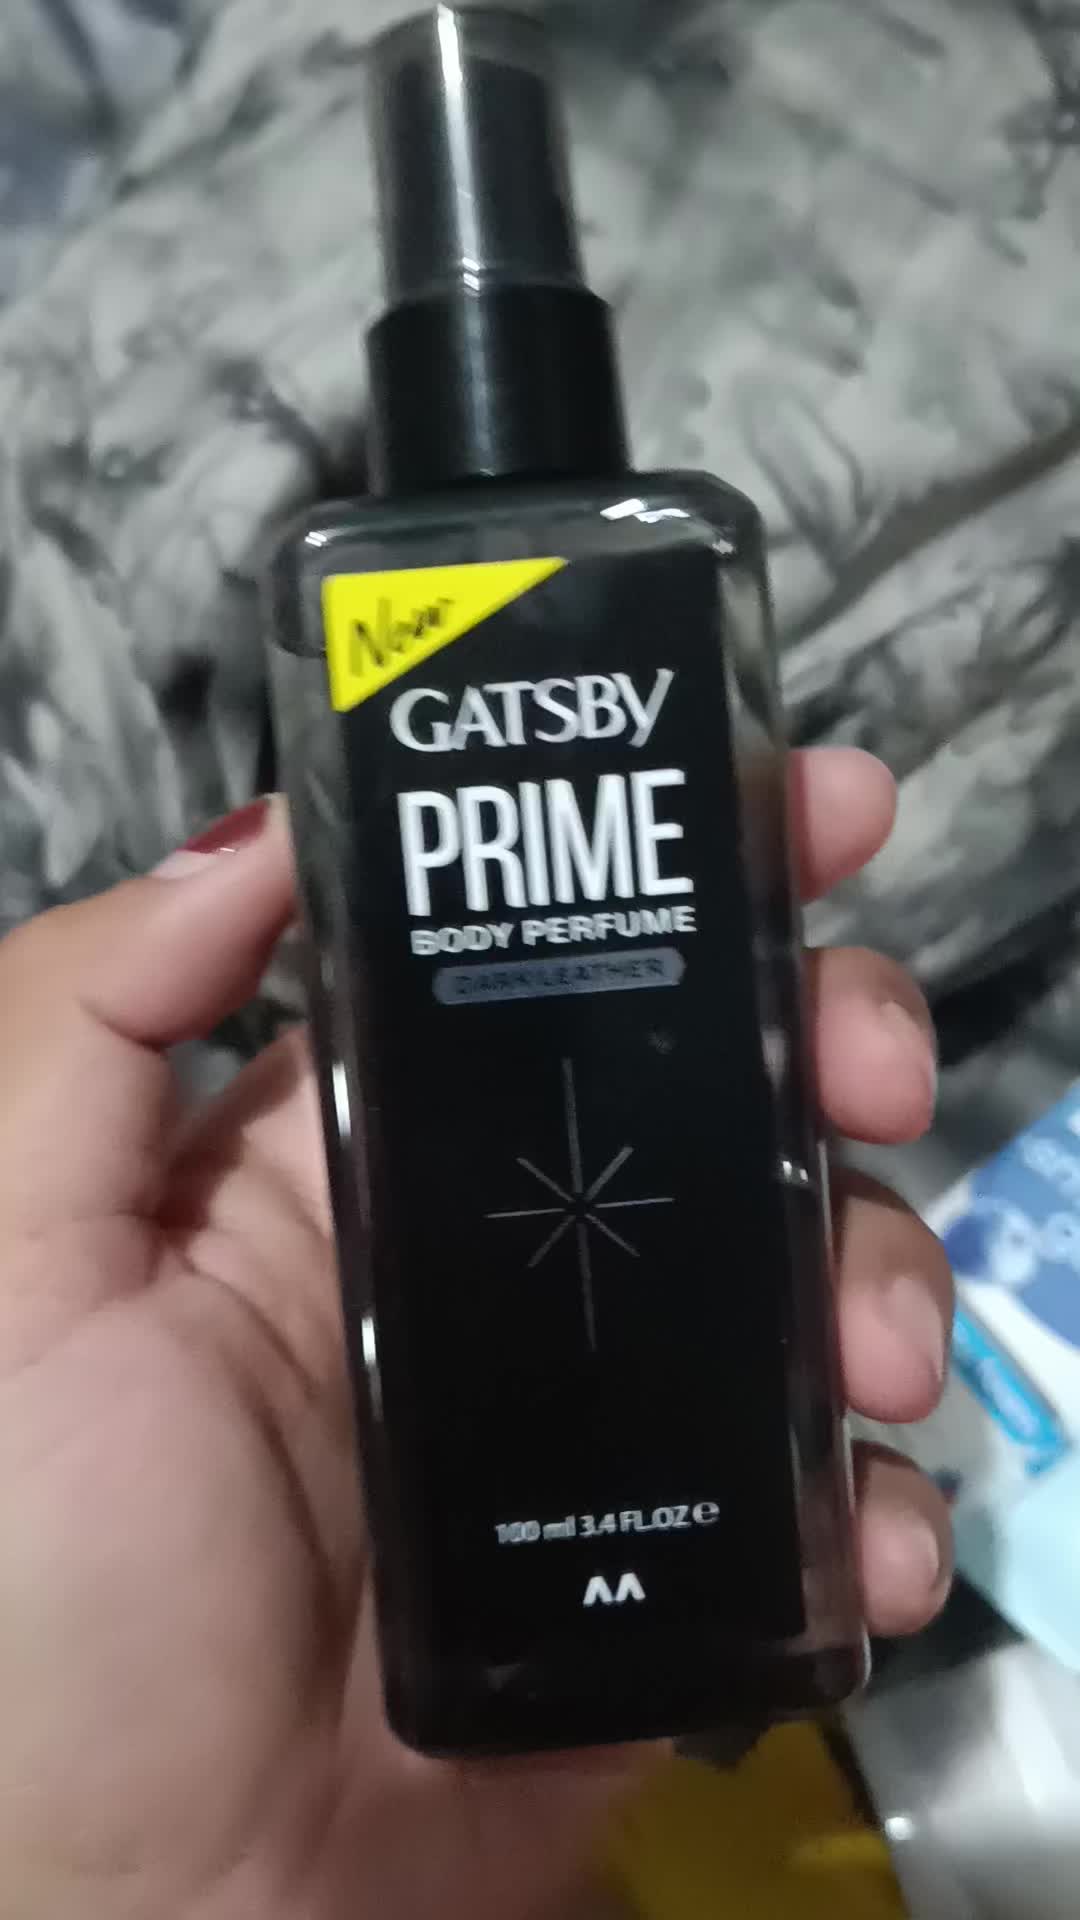 New
GATSBY
PRIME
BODY PERFUME
DARK LEATHER
100 ml 3.4 FL.OZ e